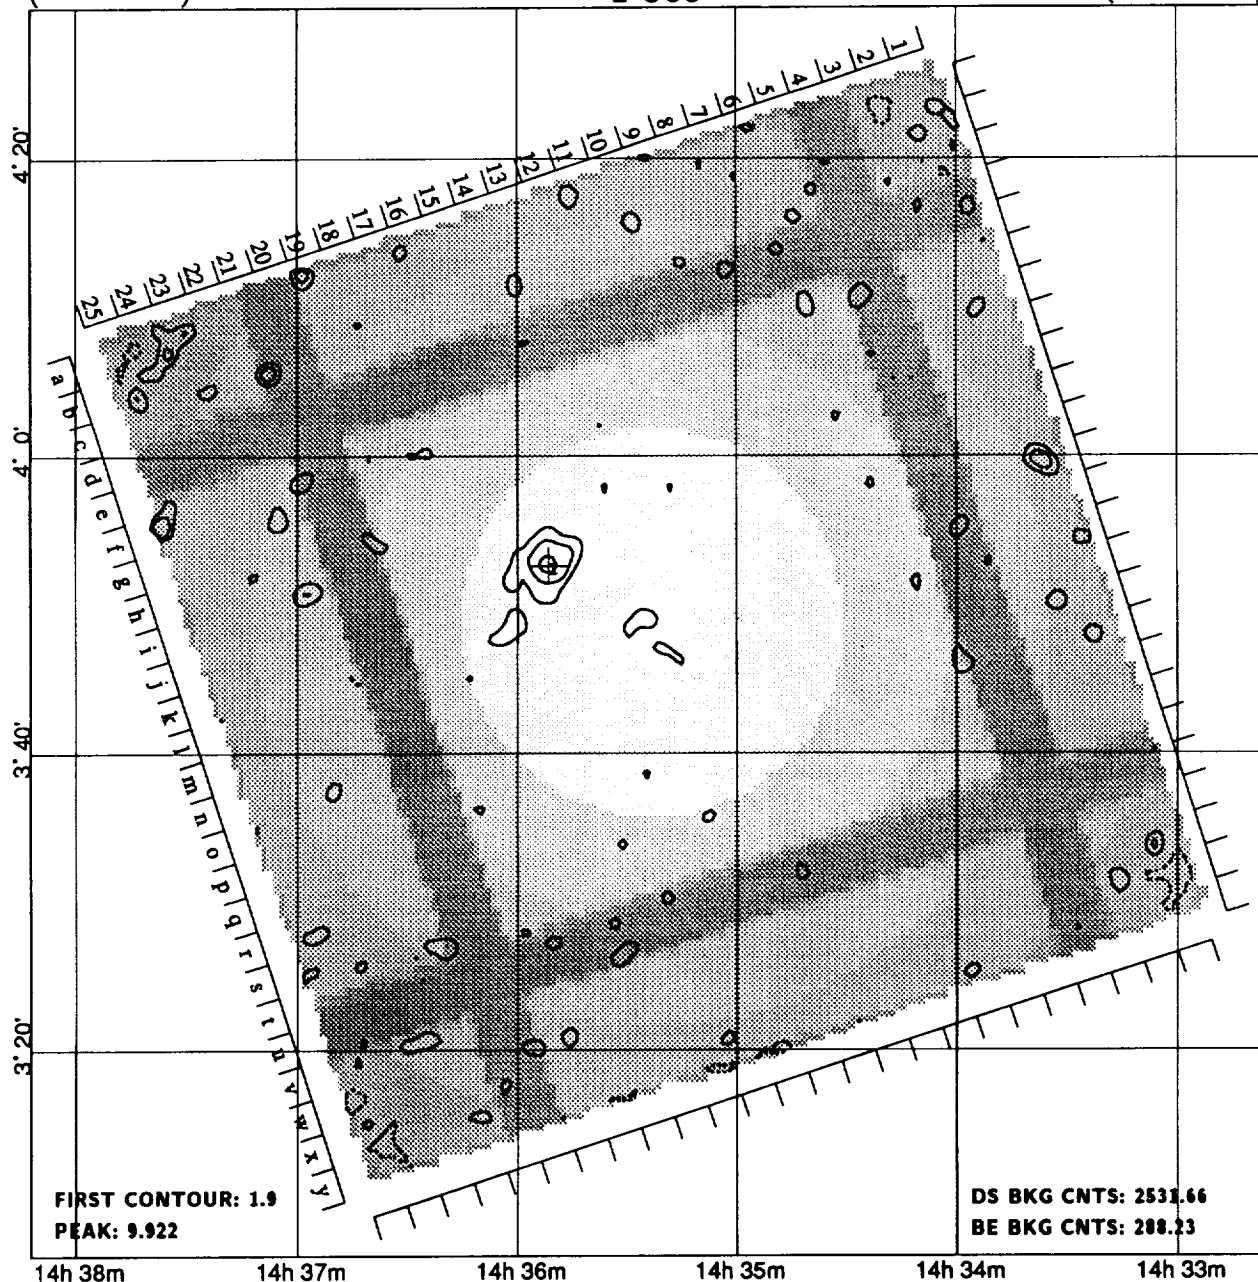 1 2 3 4 5 6 7 8 9 10 11 12 13 14 15 16 17 18 19 20 21 22 23 24 25
4° 20'
a b c d e f g h i j k l m n o p q r s t u v w x y
4° 0'
3° 40'
3° 20'
FIRST CONTOUR: 1.9
PEAK: 9.922
DS BKG CNTS: 2531.66
BE BKG CNTS: 288.23
14h 38m 14h 37m 14h 36m 14h 35m 14h 34m 14h 33m